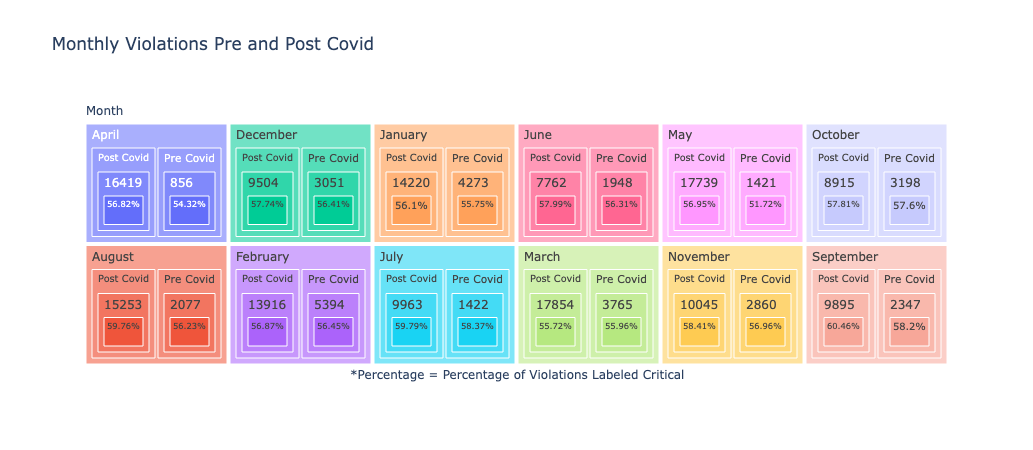 Monthly Violations Pre and Post Covid
Month
April
Post Covid
16419
56.82%
Pre Covid
856
54.32%
December
Post Covid
9504
57.74%
Pre Covid
3051
56.41%
January
Post Covid
14220
56.1%
Pre Covid
4273
55.75%
June
Post Covid
7762
57.99%
Pre Covid
1948
56.31%
May
Post Covid
17739
56.95%
Pre Covid
1421
51.72%
October
Post Covid
8915
57.81%
Pre Covid
3198
57.6%
August
Post Covid
15253
59.76%
Pre Covid
2077
56.23%
February
Post Covid
13916
56.87%
Pre Covid
5394
56.45%
July
Post Covid
9963
59.79%
Pre Covid
1422
58.37%
March
Post Covid
17854
55.72%
Pre Covid
3765
55.96%
November
Post Covid
10045
58.41%
Pre Covid
2860
56.96%
September
Post Covid
9895
60.46%
Pre Covid
2347
58.2%
*Percentage = Percentage of Violations Labeled Critical